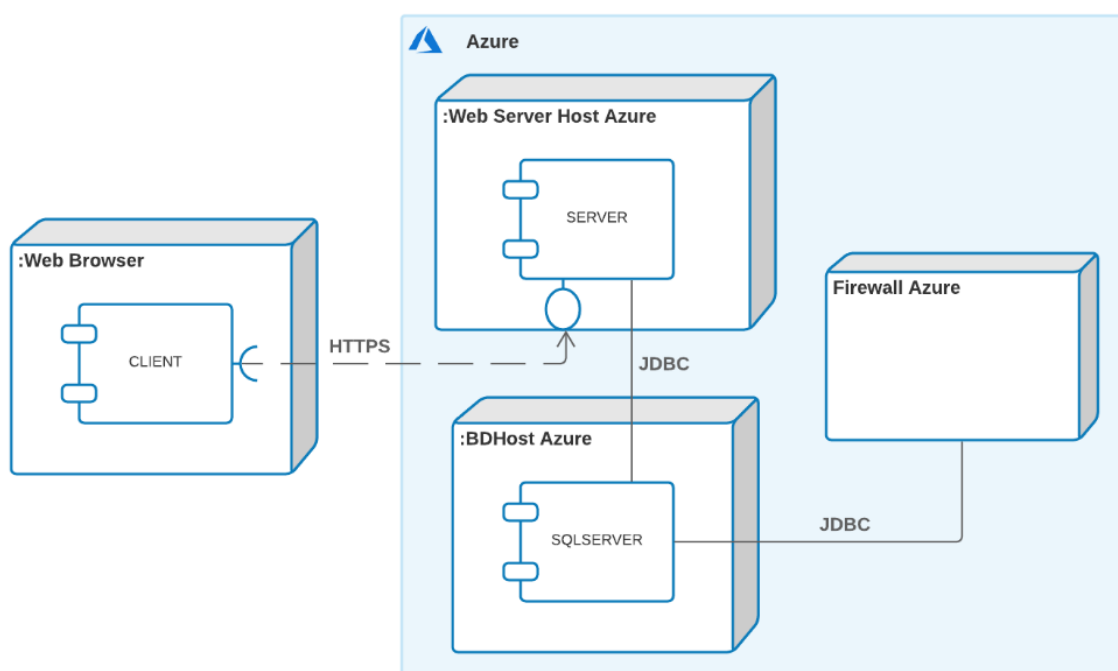 Azure
:Web Server Host Azure
SERVER
:Web Browser
CLIENT
HTTPS
JDBC
Firewall Azure
:BDHost Azure
SQLSERVER
JDBC